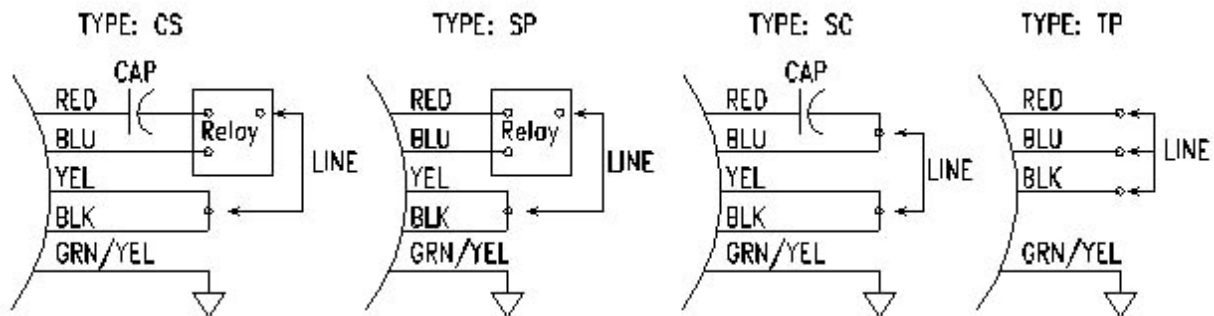 TYPE: CS
CAP
RED
Relay
BLU
LINE
YEL
BLK
GRN/YEL
TYPE: SP
RED
Relay
BLU
LINE
YEL
BLK
GRN/YEL
TYPE: SC
CAP
RED
BLU
LINE
YEL
BLK
GRN/YEL
TYPE: TP
RED
BLU
LINE
BLK
GRN/YEL